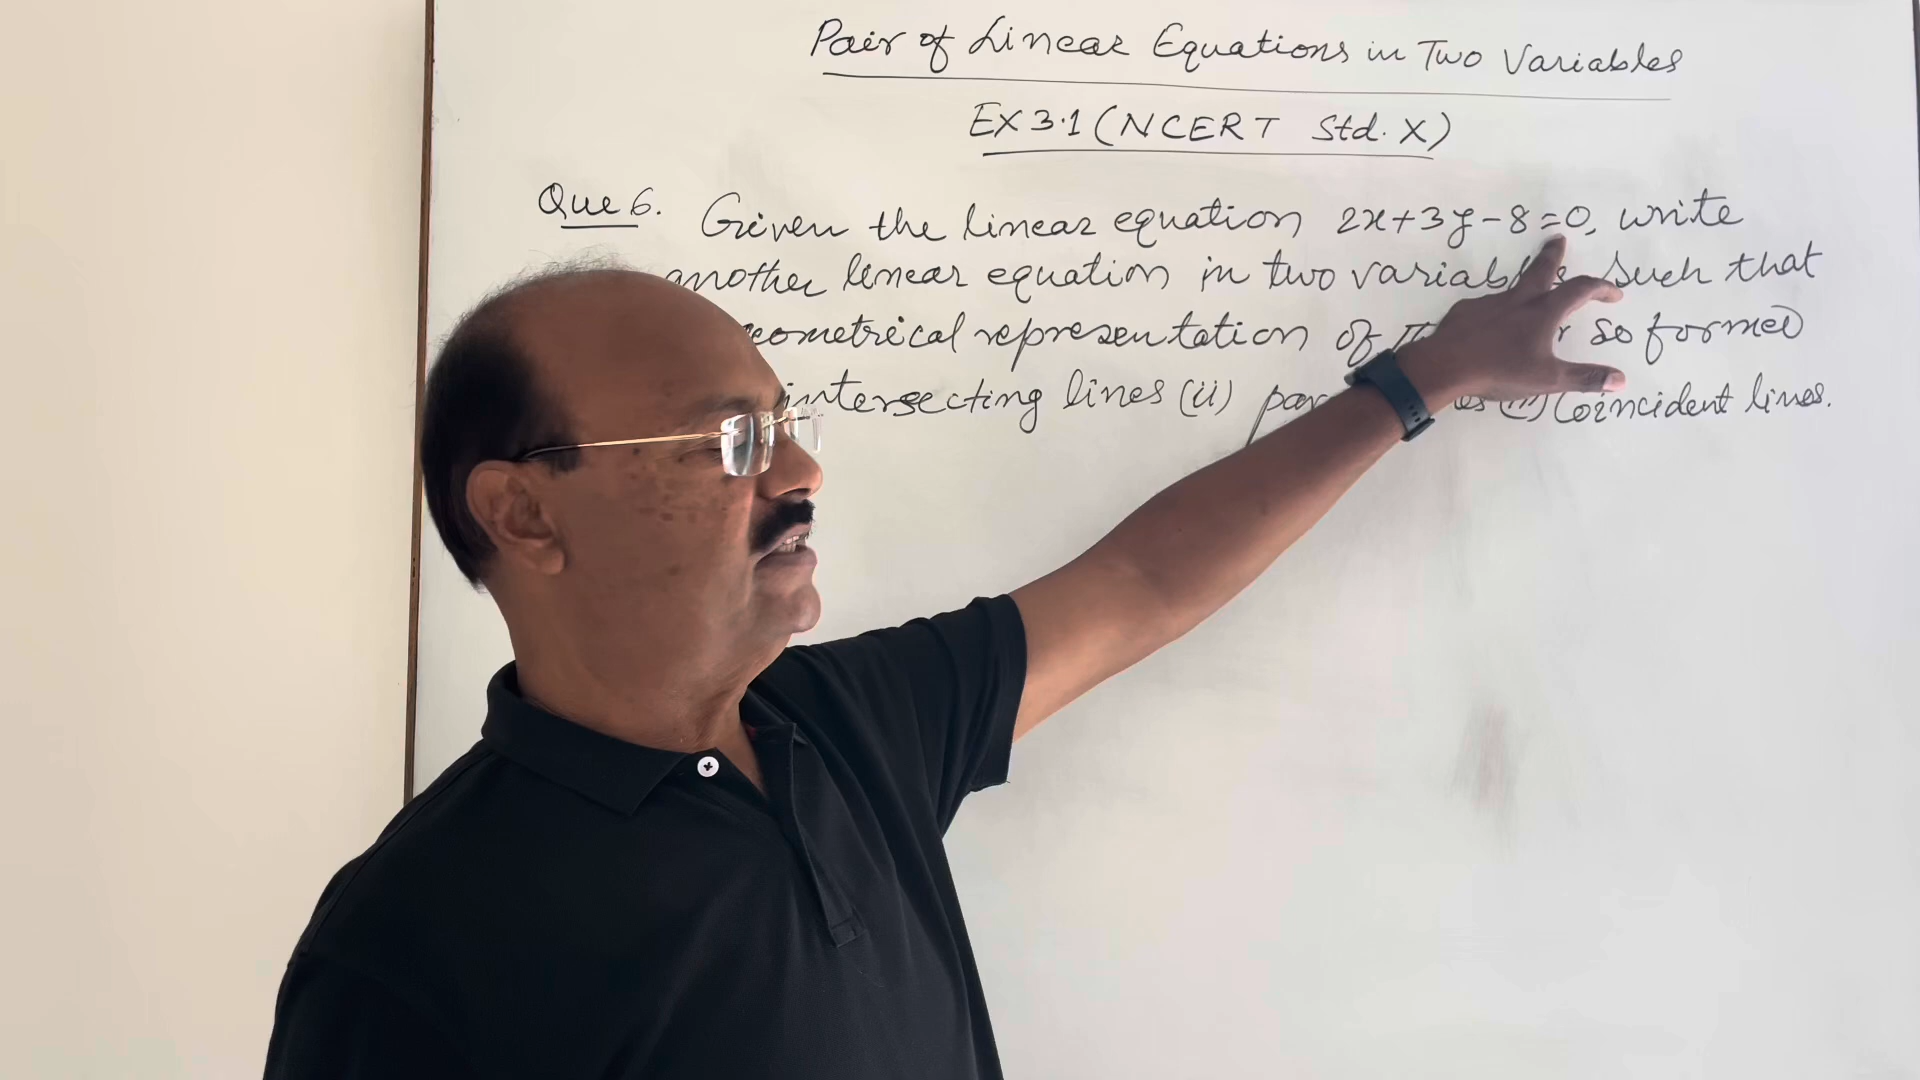 Pair of Linear Equations in Two Variables
EX 3.1 (NCERT Std. X)
Que 6. Given the linear equation 2x+3y-8=0, write
another linear equation in two variables such that
geometrical representation of so formed
intersecting lines (ii) (iii) Coincident lines.